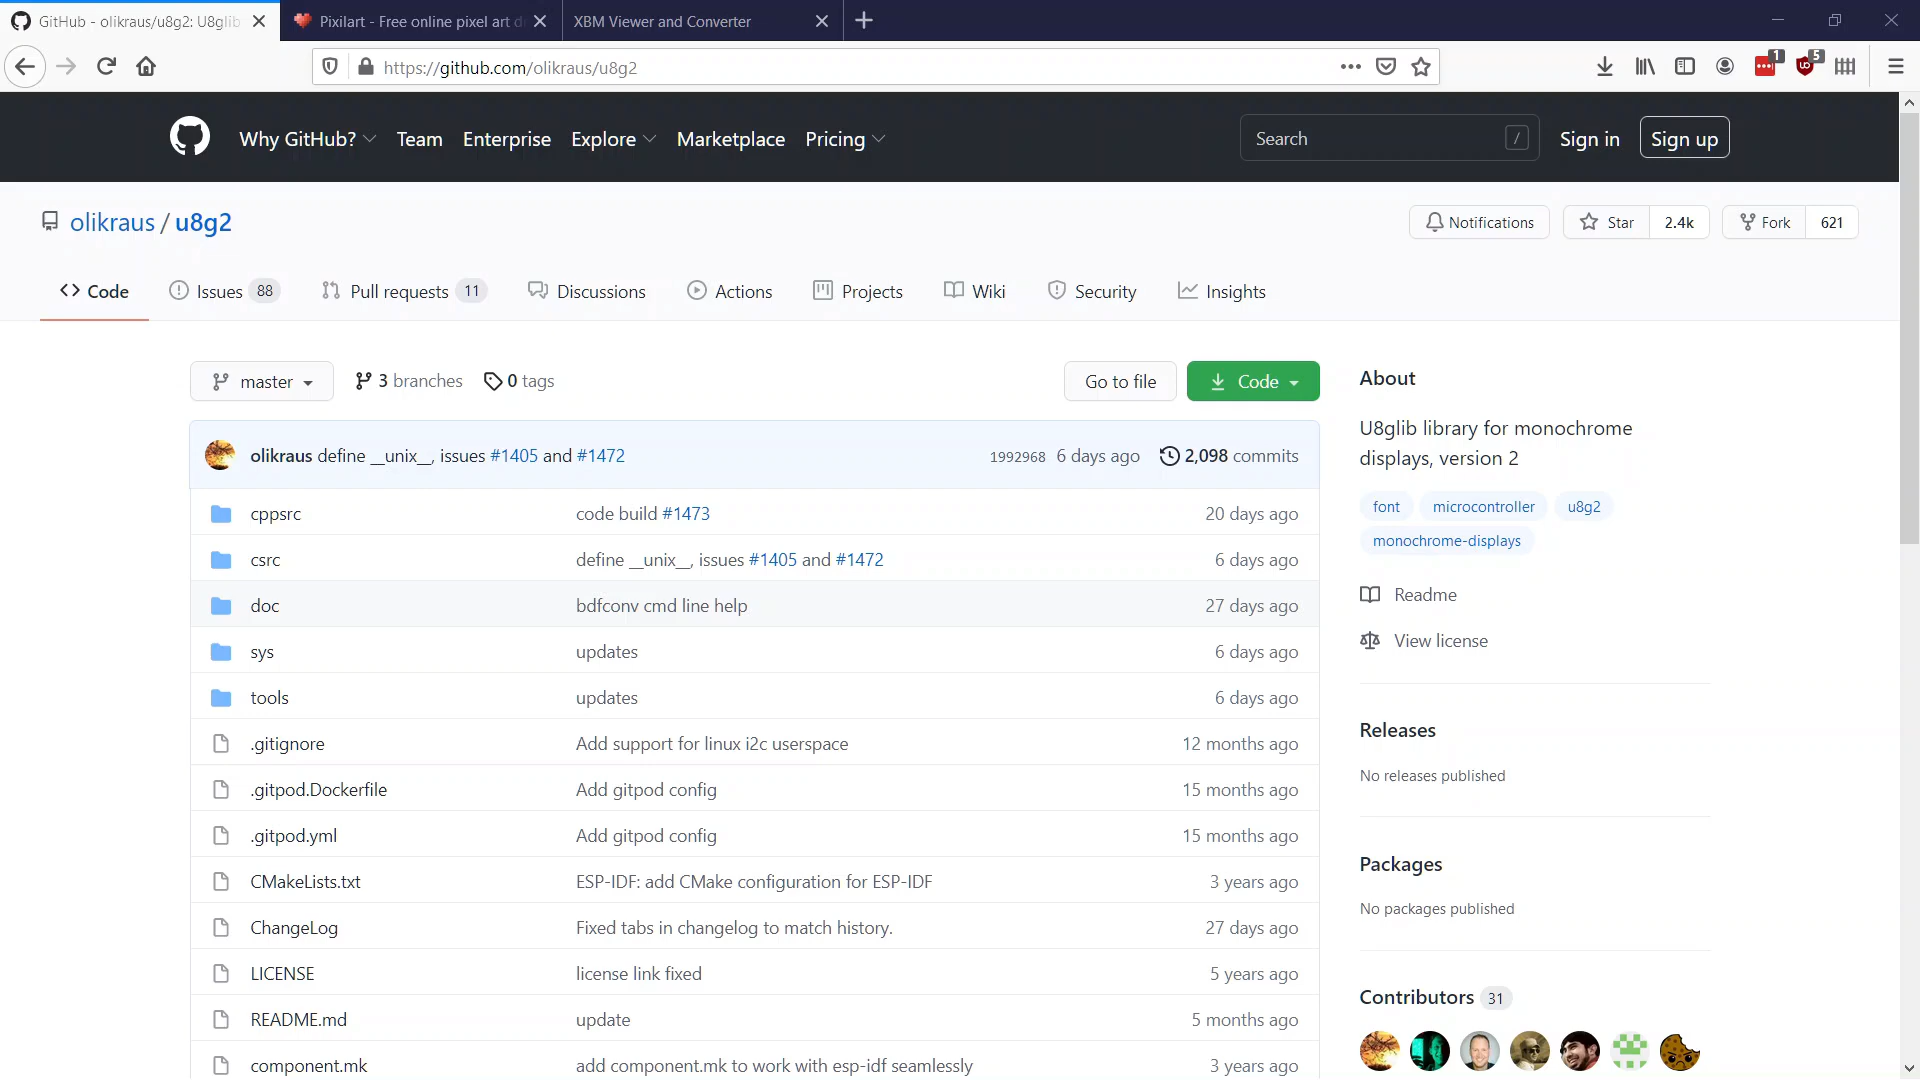 GitHub - olikraus/u8g2: U8glib
Pixilart - Free online pixel art d
XBM Viewer and Converter
https://github.com/olikraus/u8g2
1
5
Why GitHub? Team Enterprise Explore Marketplace Pricing
Search /
Sign in Sign up
olikraus / u8g2
Notifications Star 2.4k Fork 621
Code Issues 88 Pull requests 11 Discussions Actions Projects Wiki Security Insights
master 3 branches 0 tags Go to file Code
olikraus define __unix__, issues #1405 and #1472 1992968 6 days ago 2,098 commits
cppsrc code build #1473 20 days ago
csrc define __unix__, issues #1405 and #1472 6 days ago
doc bdfconv cmd line help 27 days ago
sys updates 6 days ago
tools updates 6 days ago
.gitignore Add support for linux i2c userspace 12 months ago
.gitpod.Dockerfile Add gitpod config 15 months ago
.gitpod.yml Add gitpod config 15 months ago
CMakeLists.txt ESP-IDF: add CMake configuration for ESP-IDF 3 years ago
ChangeLog Fixed tabs in changelog to match history. 27 days ago
LICENSE license link fixed 5 years ago
README.md update 5 months ago
component.mk add component.mk to work with esp-idf seamlessly 3 years ago
About
U8glib library for monochrome
displays, version 2
font microcontroller u8g2
monochrome-displays
Readme
View license
Releases
No releases published
Packages
No packages published
Contributors 31